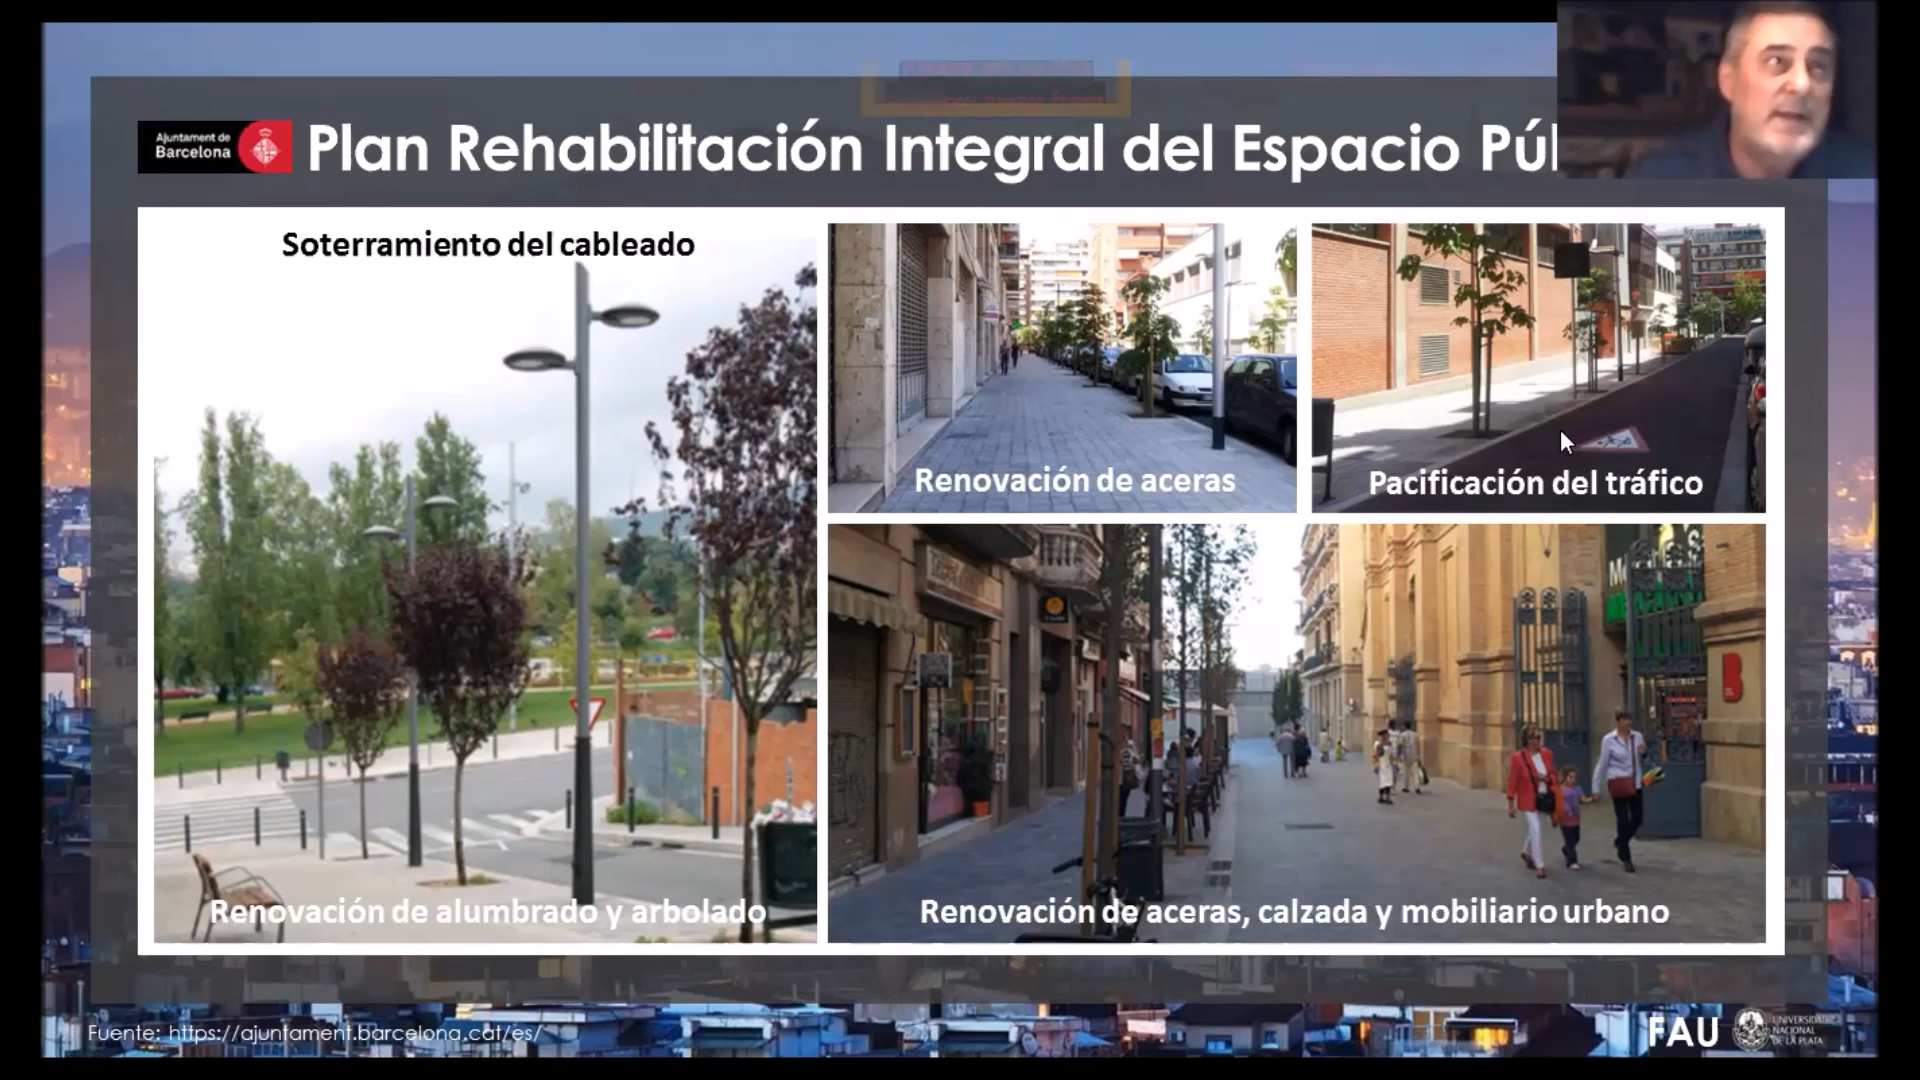 Ajuntament de
Barcelona
Plan Rehabilitación Integral del Espacio Púl
Soterramiento del cableado
Renovación de aceras
Pacificación del tráfico
B
Renovación de alumbrado y arbolado
Renovación de aceras, calzada y mobiliario urbano
Fuente: https://ajuntament.barcelona.cat/es/
FAU
UNIVERSIDAD
NACIONAL
DE LA PLATA